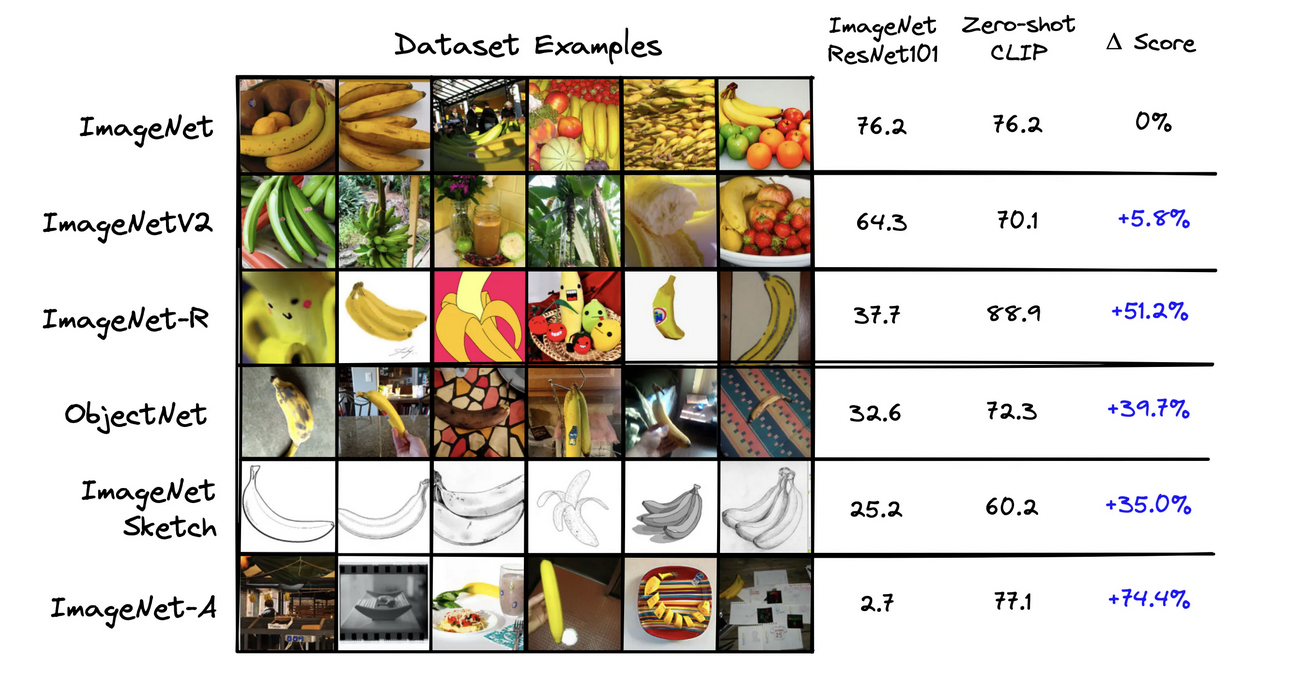 Dataset Examples
ImageNet
ResNet101
Zero-shot
CLIP
Δ Score
ImageNet
76.2
76.2
0%
ImageNetV2
64.3
70.1
+5.8%
ImageNet-R
37.7
88.9
+51.2%
ObjectNet
32.6
72.3
+39.7%
ImageNet
Sketch
25.2
60.2
+35.0%
ImageNet-A
2.7
77.1
+74.4%